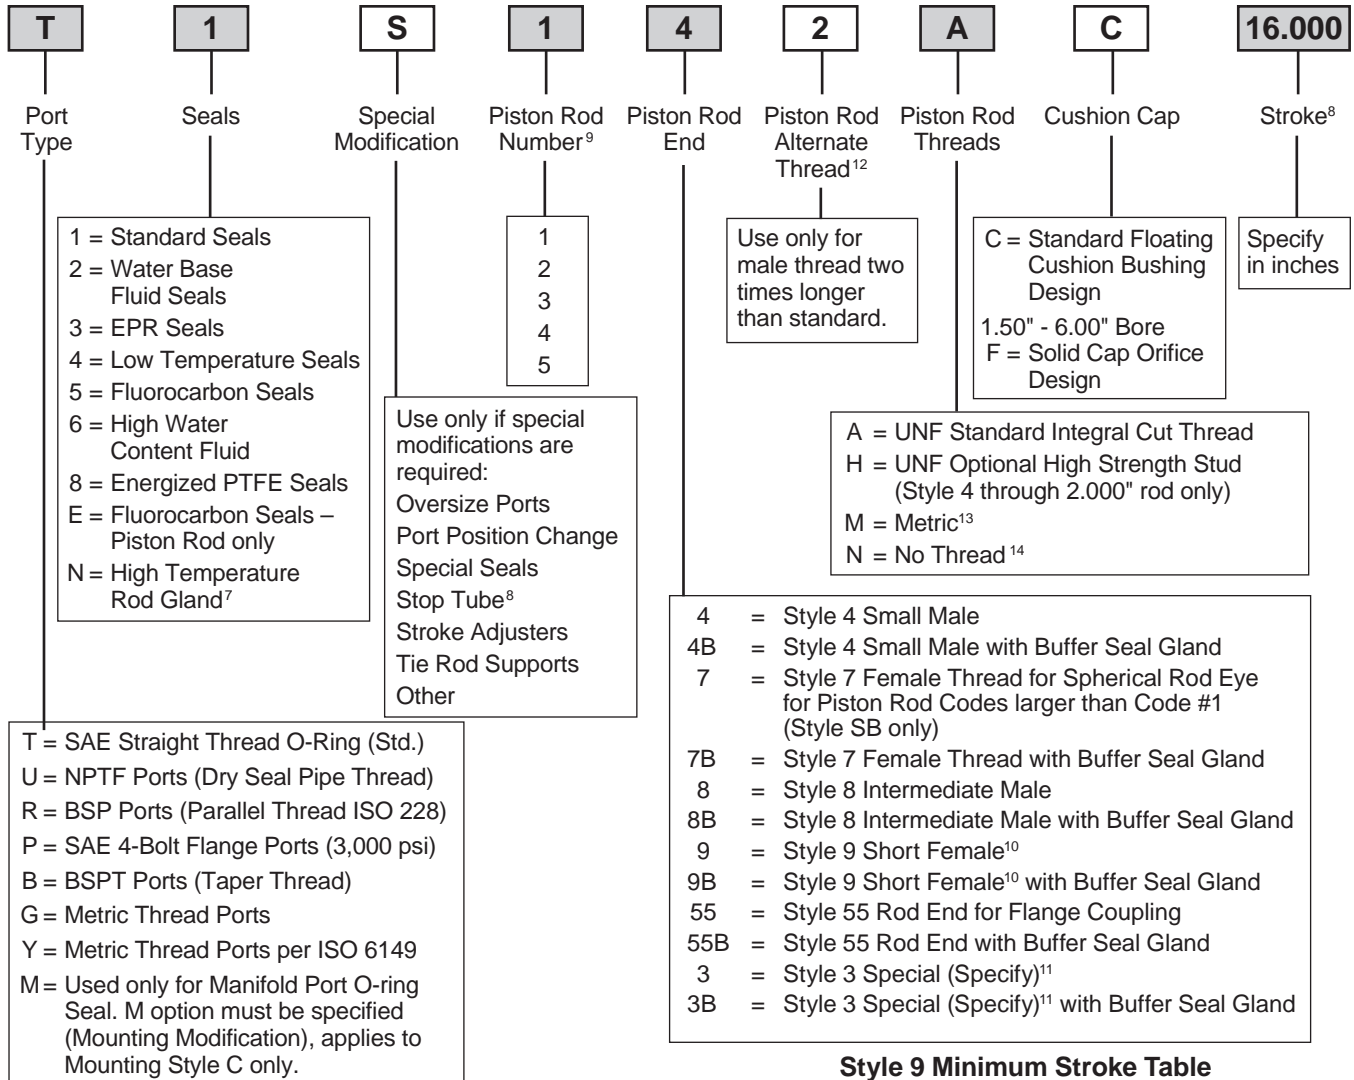 T 1 S 1 4 2 A C 16.000
Port
Type
Seals
Special
Modification
Piston Rod
Number⁹
Piston Rod
End
Piston Rod
Alternate
Thread¹²
Piston Rod
Threads
Cushion Cap
Stroke⁸
1 = Standard Seals
2 = Water Base
Fluid Seals
3 = EPR Seals
4 = Low Temperature Seals
5 = Fluorocarbon Seals
6 = High Water
Content Fluid
8 = Energized PTFE Seals
E = Fluorocarbon Seals –
Piston Rod only
N = High Temperature
Rod Gland⁷
1
2
3
4
5
Use only for
male thread two
times longer
than standard.
C = Standard Floating
Cushion Bushing
Design
1.50" - 6.00" Bore
F = Solid Cap Orifice
Design
Specify
in inches
Use only if special
modifications are
required:
Oversize Ports
Port Position Change
Special Seals
Stop Tube⁸
Stroke Adjusters
Tie Rod Supports
Other
A = UNF Standard Integral Cut Thread
H = UNF Optional High Strength Stud
(Style 4 through 2.000" rod only)
M = Metric¹³
N = No Thread ¹⁴
4 = Style 4 Small Male
4B = Style 4 Small Male with Buffer Seal Gland
7 = Style 7 Female Thread for Spherical Rod Eye
for Piston Rod Codes larger than Code #1
(Style SB only)
7B = Style 7 Female Thread with Buffer Seal Gland
8 = Style 8 Intermediate Male
8B = Style 8 Intermediate Male with Buffer Seal Gland
9 = Style 9 Short Female¹⁰
9B = Style 9 Short Female¹⁰ with Buffer Seal Gland
55 = Style 55 Rod End for Flange Coupling
55B = Style 55 Rod End with Buffer Seal Gland
3 = Style 3 Special (Specify)¹¹
3B = Style 3 Special (Specify)¹¹ with Buffer Seal Gland
T = SAE Straight Thread O-Ring (Std.)
U = NPTF Ports (Dry Seal Pipe Thread)
R = BSP Ports (Parallel Thread ISO 228)
P = SAE 4-Bolt Flange Ports (3,000 psi)
B = BSPT Ports (Taper Thread)
G = Metric Thread Ports
Y = Metric Thread Ports per ISO 6149
M = Used only for Manifold Port O-ring
Seal. M option must be specified
(Mounting Modification), applies to
Mounting Style C only.
Style 9 Minimum Stroke Table